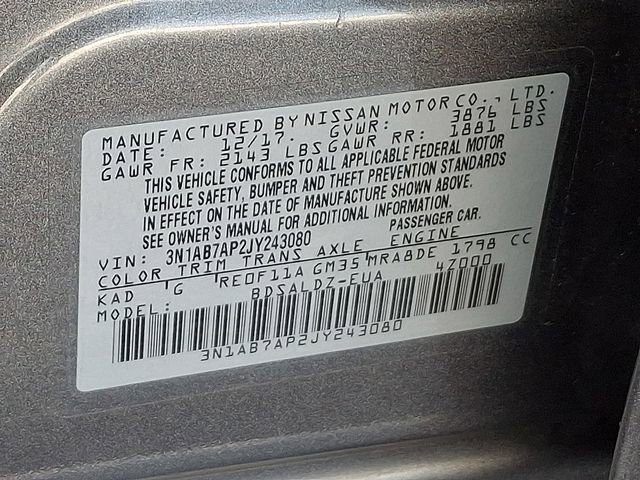 MANUFACTURED BY NISSAN MOTOR CO., LTD.
DATE: 12/17. GVWR: 3876 LBS
GAWR FR: 2143 LBS GAWR RR: 1881 LBS
THIS VEHICLE CONFORMS TO ALL APPLICABLE FEDERAL MOTOR
VEHICLE SAFETY, BUMPER AND THEFT PREVENTION STANDARDS
IN EFFECT ON THE DATE OF MANUFACTURE SHOWN ABOVE.
SEE OWNER'S MANUAL FOR ADDITIONAL INFORMATION.
VIN: 3N1AB7AP2JY243080 PASSENGER CAR.
COLOR TRIM TRANS AXLE ENGINE
KAD G RE0F11A GM35 MRA8DE 1798 CC
MODEL: BDSALDZ-EUA 4Z000
3N1AB7AP2JY243080